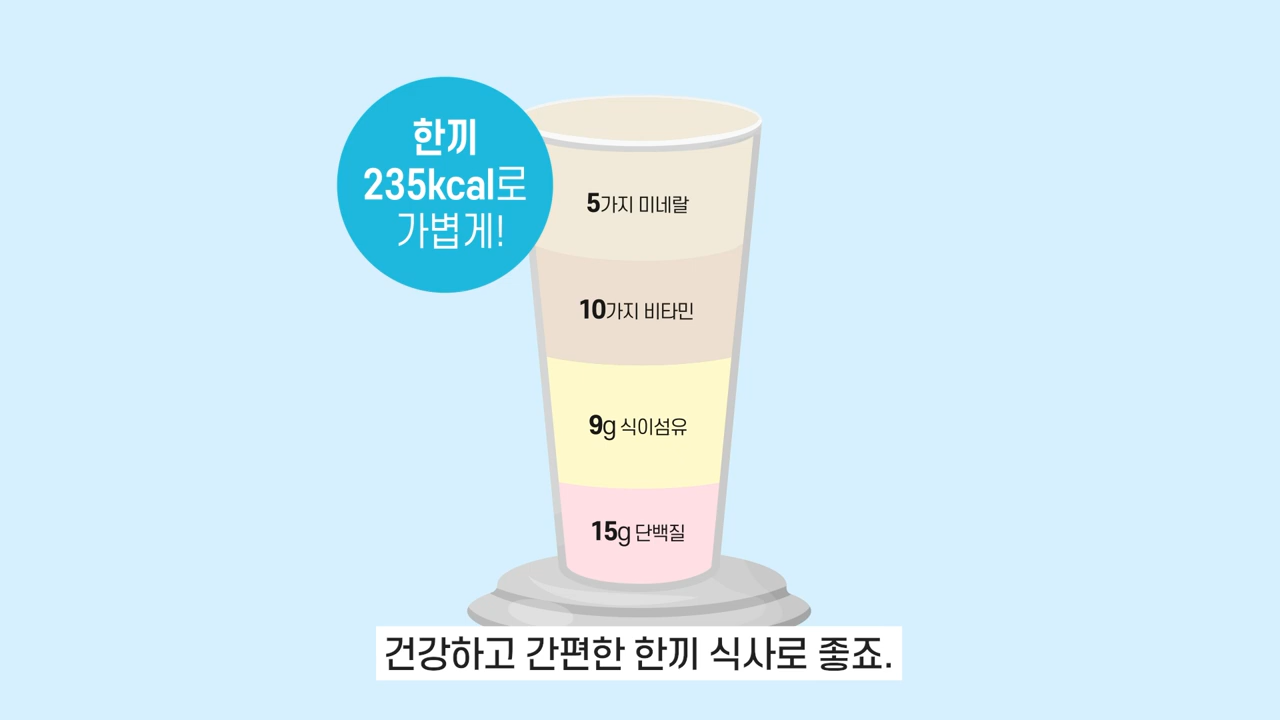 한끼
235kcal로
가볍게!
5가지 미네랄
10가지 비타민
9g 식이섬유
15g 단백질
건강하고 간편한 한끼 식사로 좋죠.